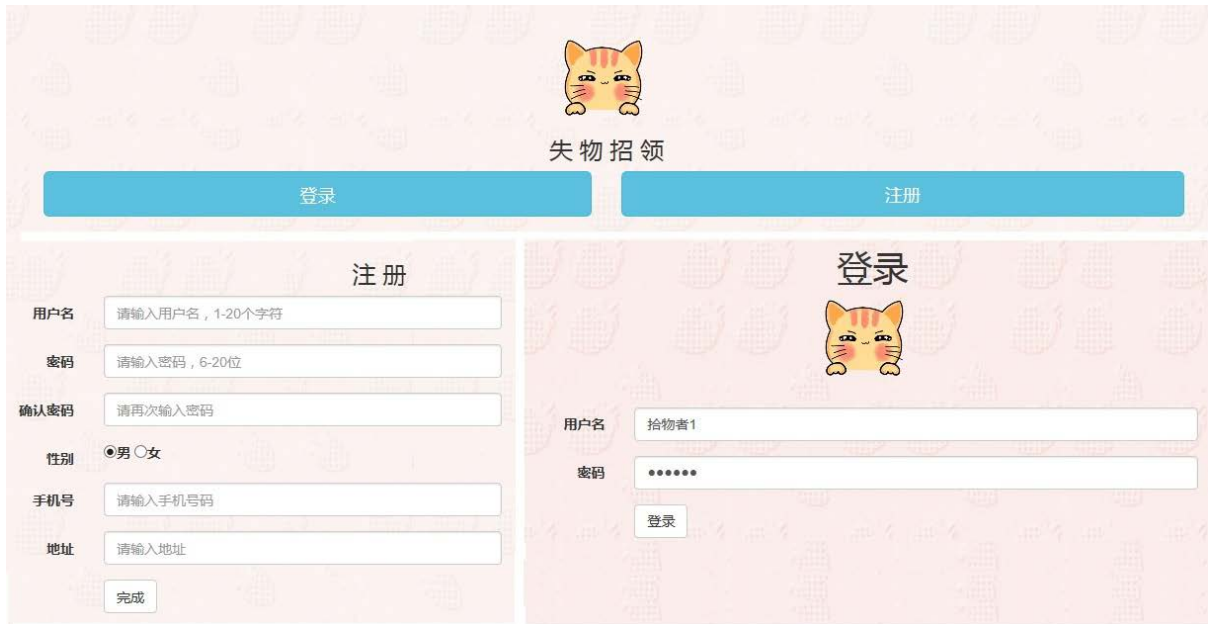 失物招领
登录
注册
注册
用户名
请输入用户名，1-20个字符
密码
请输入密码，6-20位
确认密码
请再次输入密码
性别
男 女
手机号
请输入手机号码
地址
请输入地址
完成
登录
用户名
拾物者1
密码
••••••
登录